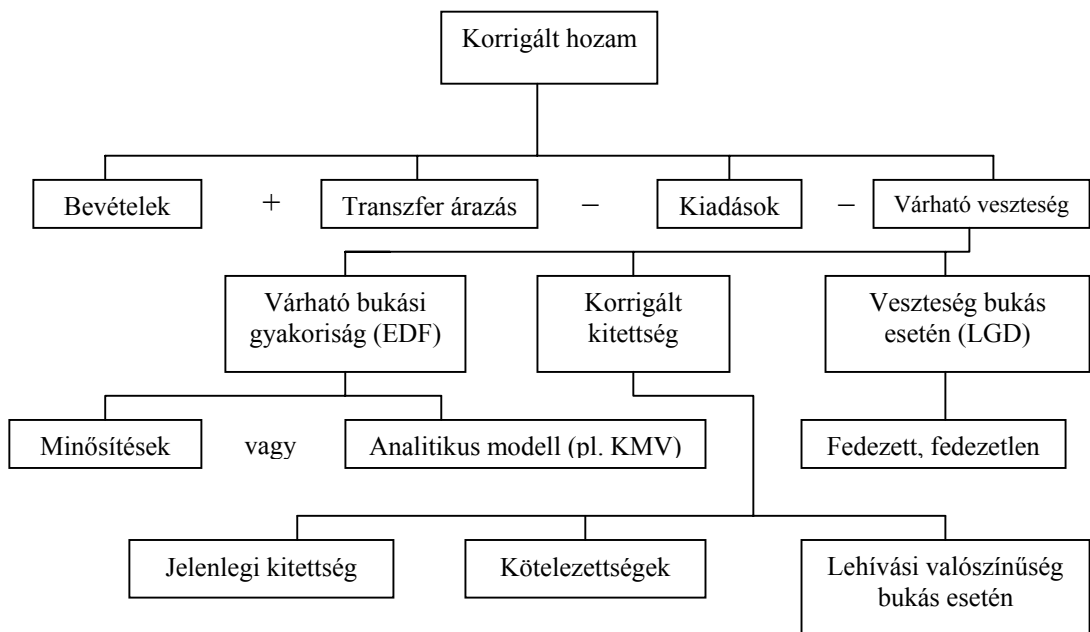 Korrigált hozam
Bevételek + Transzfer árazás – Kiadások – Várható veszteség
Várható bukási
gyakoriság (EDF)
Korrigált
kitettség
Veszteség bukás
esetén (LGD)
Minősítések vagy Analitikus modell (pl. KMV)
Fedezett, fedezetlen
Jelenlegi kitettség
Kötelezettségek
Lehívási valószínűség
bukás esetén